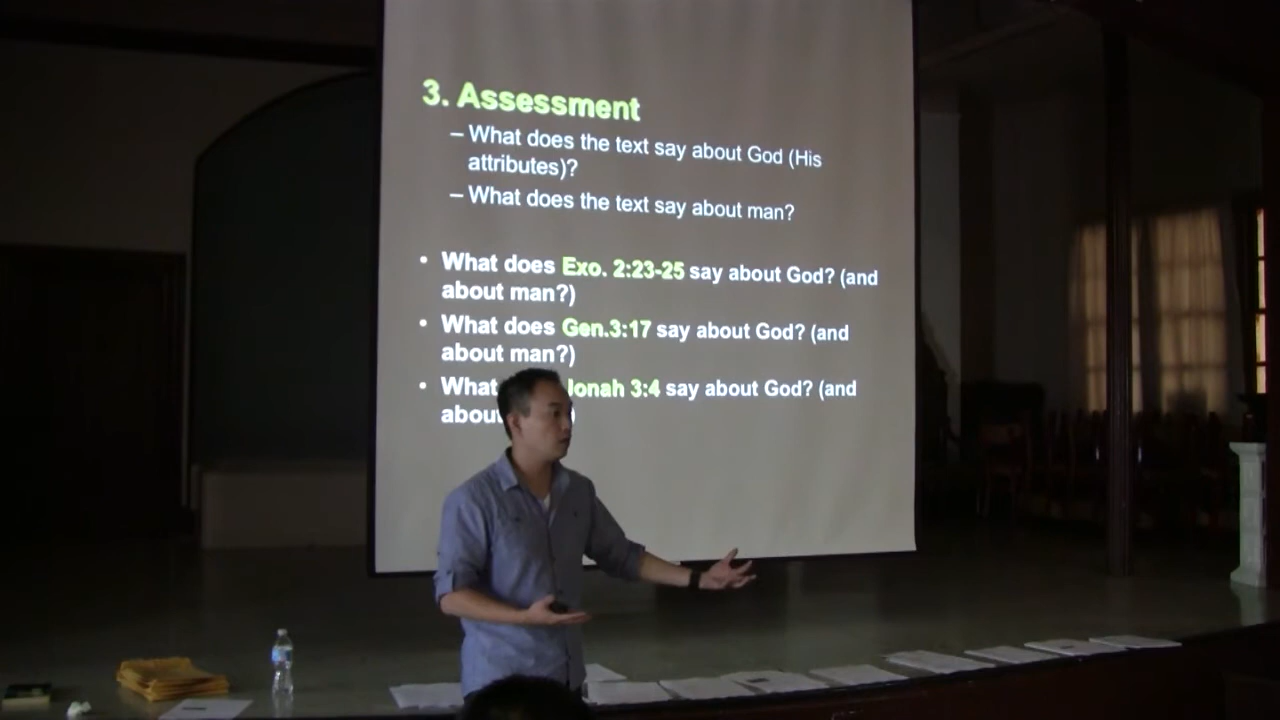 3. Assessment
– What does the text say about God (His
attributes)?
– What does the text say about man?
• What does Exo. 2:23-25 say about God? (and
about man?)
• What does Gen.3:17 say about God? (and
about man?)
• What Jonah 3:4 say about God? (and
abou )